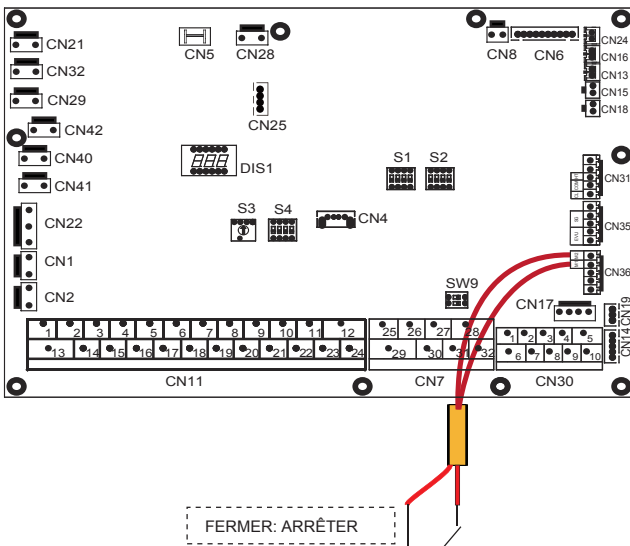 CN21
CN32
CN29
CN42
CN40
CN41
CN22
CN1
CN2
CN5
CN28
CN25
DIS1
S1
S2
S3
S4
CN4
CN8
CN6
CN24
CN16
CN13
CN15
CN18
CN31
CN35
SG
EVU
CN36
CN17
CN19
CN14
SW9
1 2 3 4 5 6 7 8 9 10 11 12
13 14 15 16 17 18 19 20 21 22 23 24
CN11
25 26 27 28
29 30 31 32
CN7
1 2 3 4 5
6 7 8 9 10
CN30
FERMER: ARRÊTER